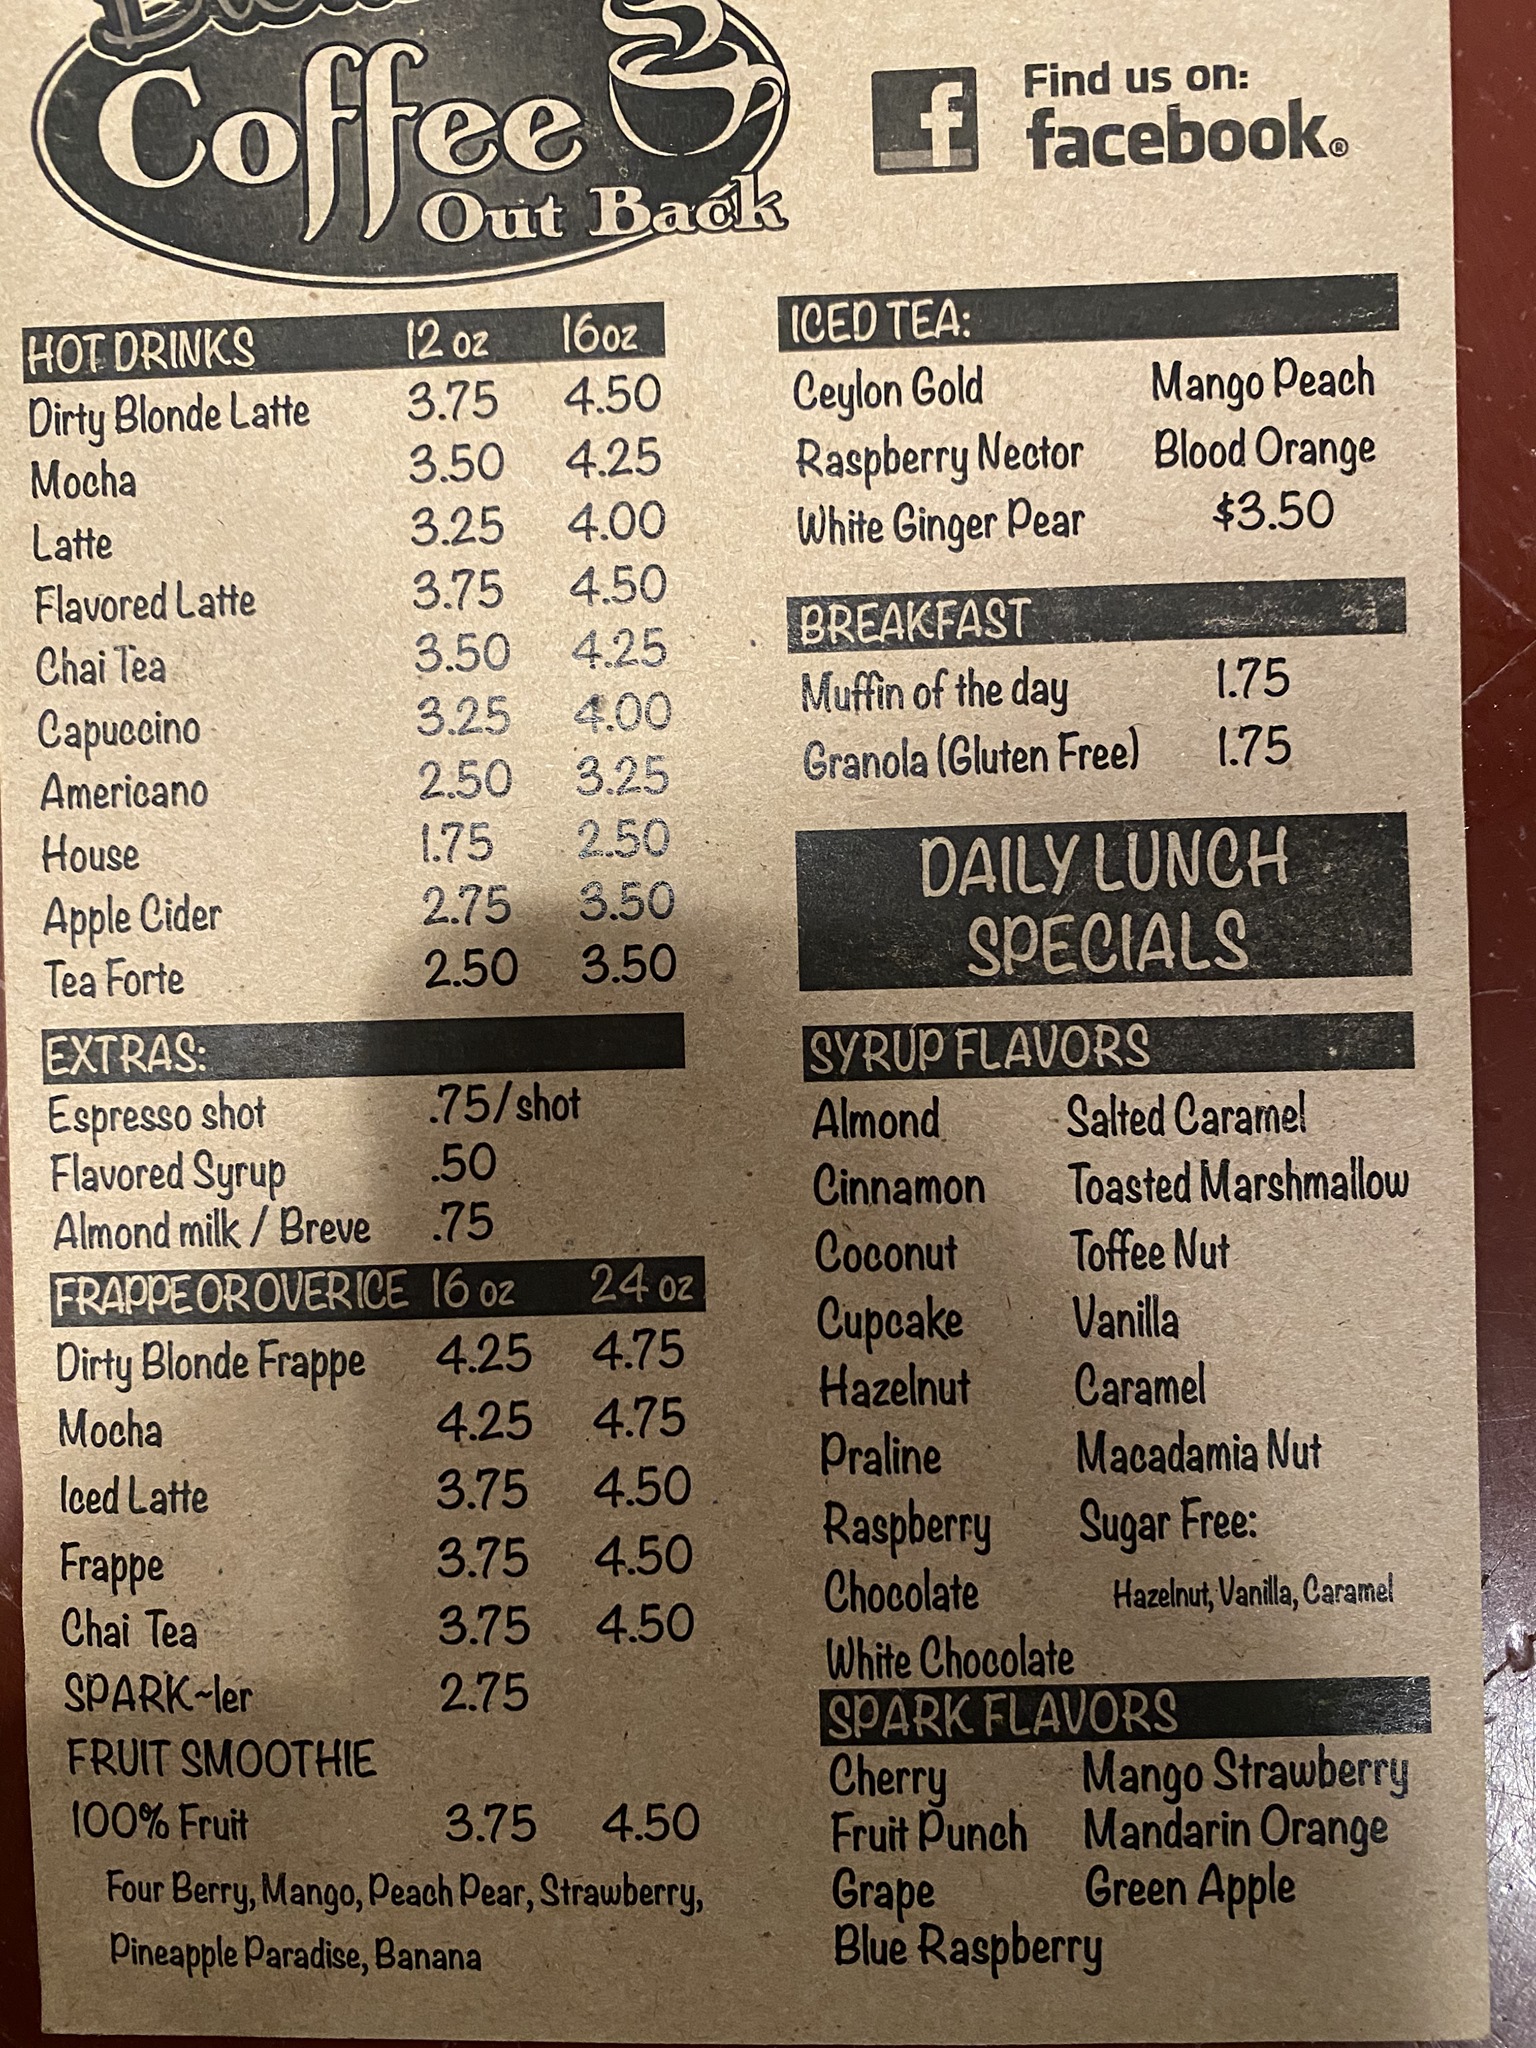 Coffee
Out Back
Find us on:
facebook®
HOT DRINKS 12 oz 16oz
Dirty Blonde Latte 3.75 4.50
Mocha 3.50 4.25
Latte 3.25 4.00
Flavored Latte 3.75 4.50
Chai Tea 3.50 4.25
Capuccino 3.25 4.00
Americano 2.50 3.25
House 1.75 2.50
Apple Cider 2.75 3.50
Tea Forte 2.50 3.50
EXTRAS:
Espresso shot .75/shot
Flavored Syrup .50
Almond milk / Breve .75
FRAPPE OR OVER ICE 16 oz 24 oz
Dirty Blonde Frappe 4.25 4.75
Mocha 4.25 4.75
Iced Latte 3.75 4.50
Frappe 3.75 4.50
Chai Tea 3.75 4.50
SPARK~ler 2.75
FRUIT SMOOTHIE
100% Fruit 3.75 4.50
Four Berry, Mango, Peach Pear, Strawberry,
Pineapple Paradise, Banana
ICED TEA:
Ceylon Gold Mango Peach
Raspberry Nector Blood Orange
White Ginger Pear $3.50
BREAKFAST
Muffin of the day 1.75
Granola (Gluten Free) 1.75
DAILY LUNCH
SPECIALS
SYRUP FLAVORS
Almond Salted Caramel
Cinnamon Toasted Marshmallow
Coconut Toffee Nut
Cupcake Vanilla
Hazelnut Caramel
Praline Macadamia Nut
Raspberry Sugar Free:
Chocolate Hazelnut, Vanilla, Caramel
White Chocolate
SPARK FLAVORS
Cherry Mango Strawberry
Fruit Punch Mandarin Orange
Grape Green Apple
Blue Raspberry